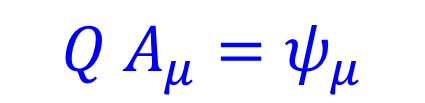 Q A_μ = ψ_μ